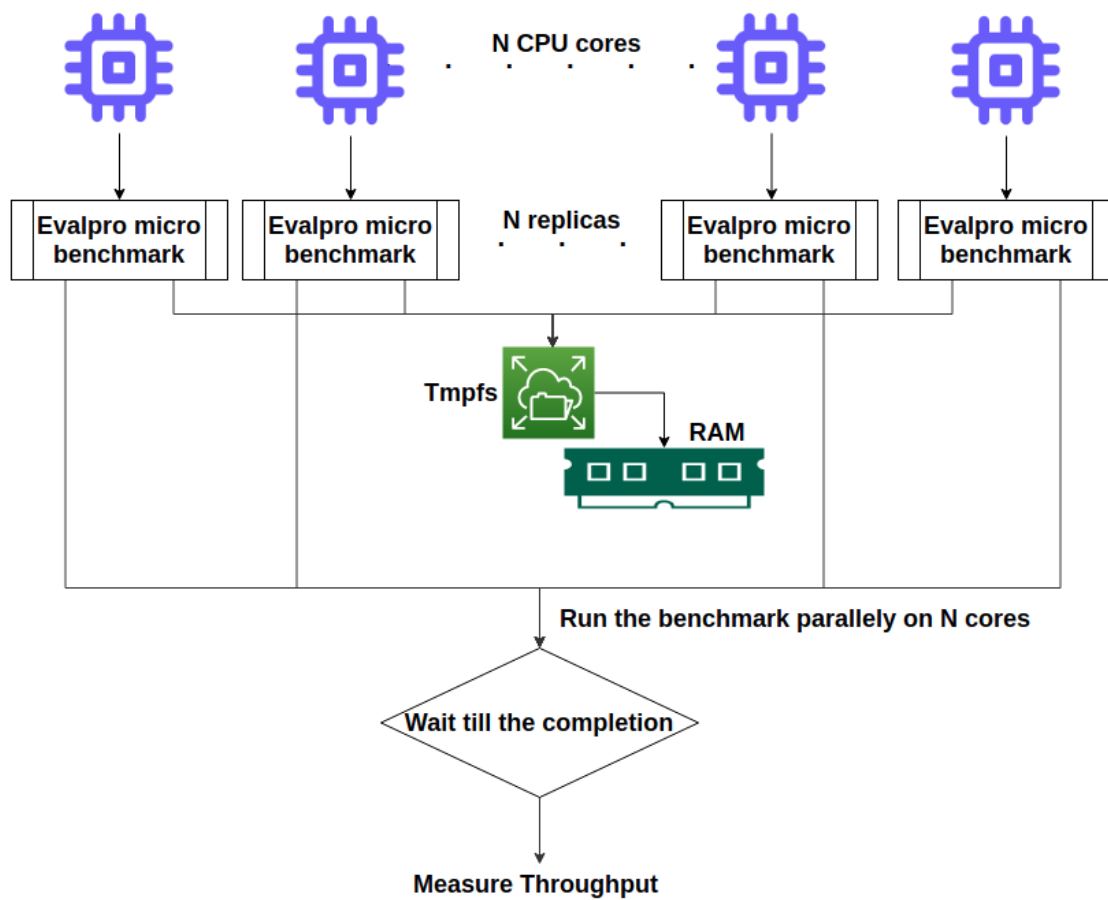 N CPU cores
Evalpro micro
benchmark
Evalpro micro
benchmark
N replicas
Evalpro micro
benchmark
Evalpro micro
benchmark
Tmpfs
RAM
Run the benchmark parallely on N cores
Wait till the completion
Measure Throughput